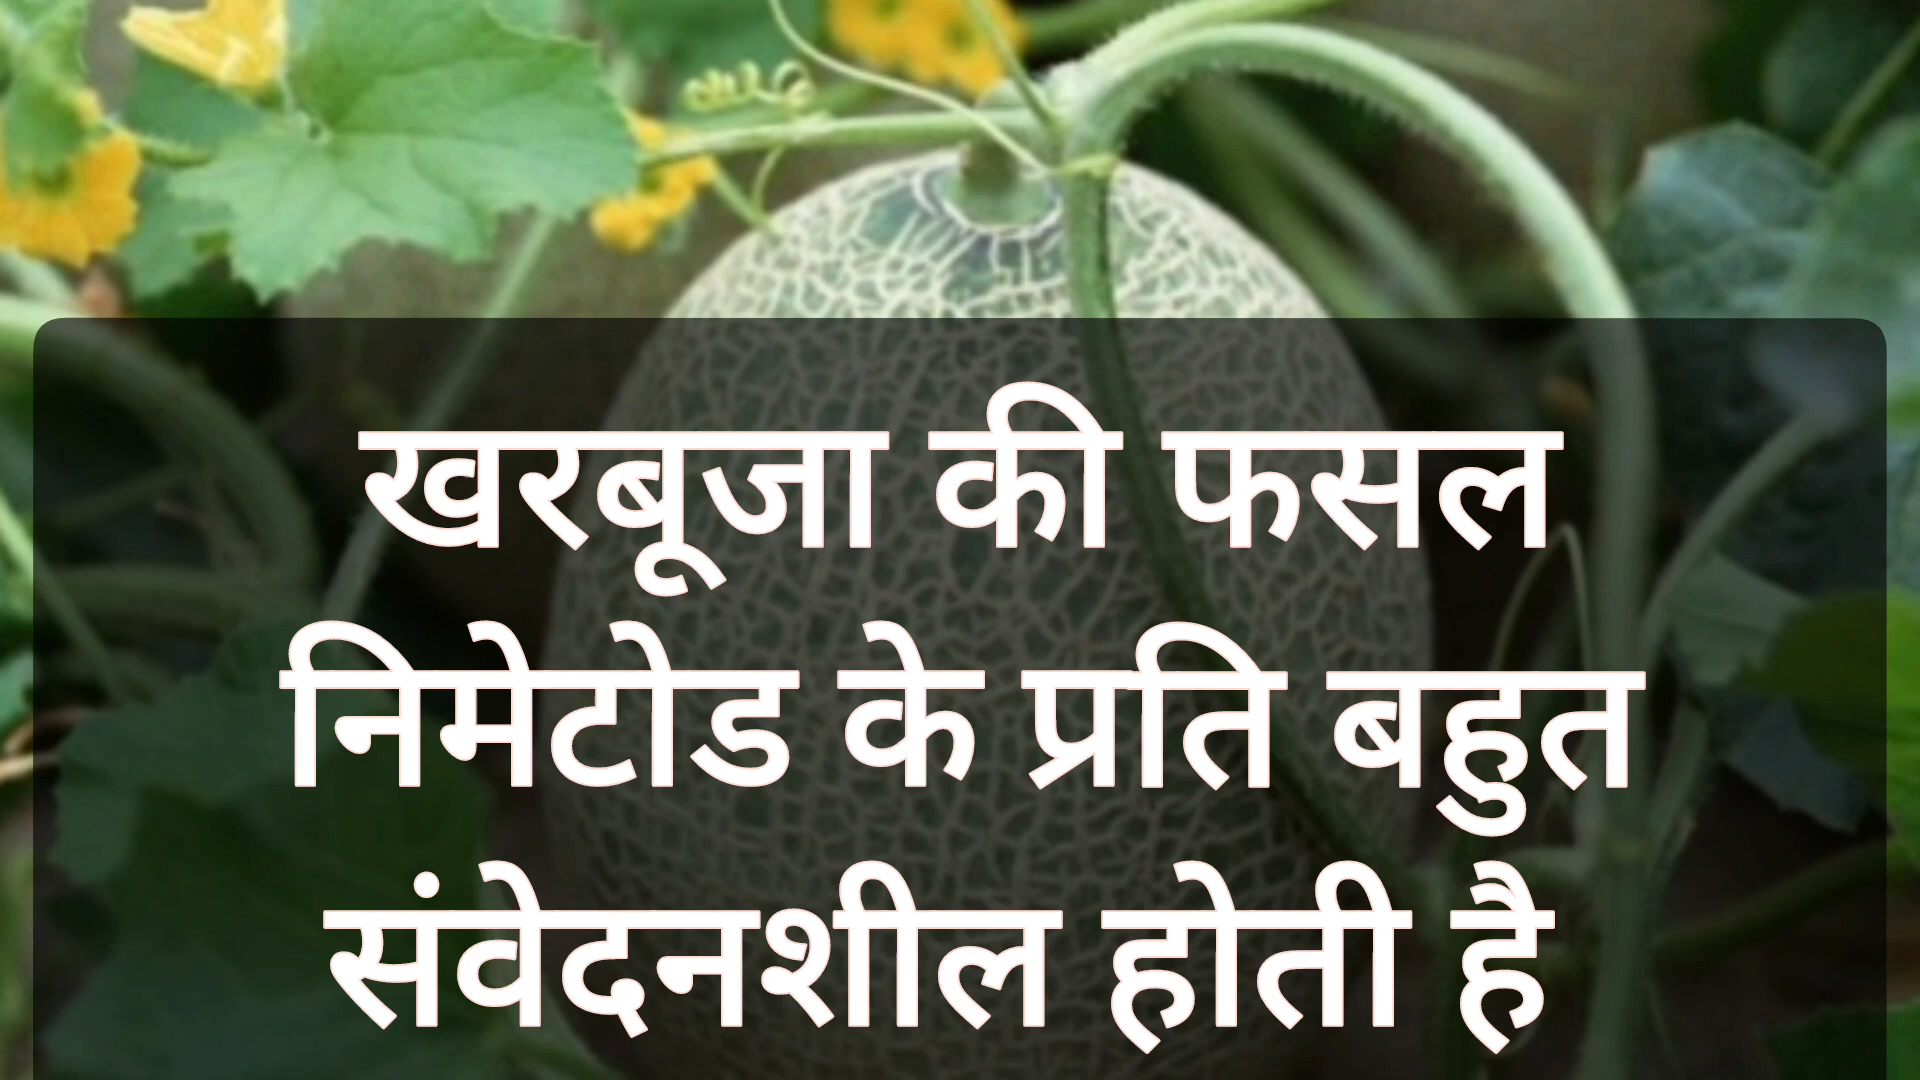 खरबूजा की फसल
निमेटोड के प्रति बहुत
संवेदनशील होती है